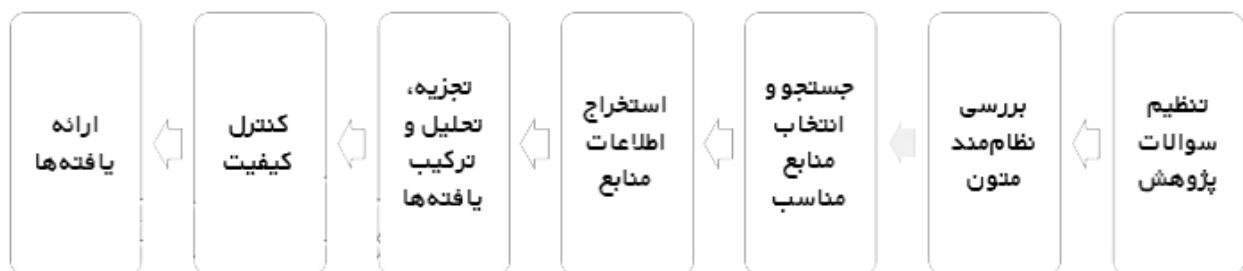 تنظیم
سوالات
پژوهش
بررسی
نظام‌مند
متون
جستجو و
انتخاب
منابع
مناسب
استخراج
اطلاعات
منابع
تجزیه،
تحلیل و
ترکیب
یافته‌ها
کنترل
کیفیت
ارائه
یافته‌ها